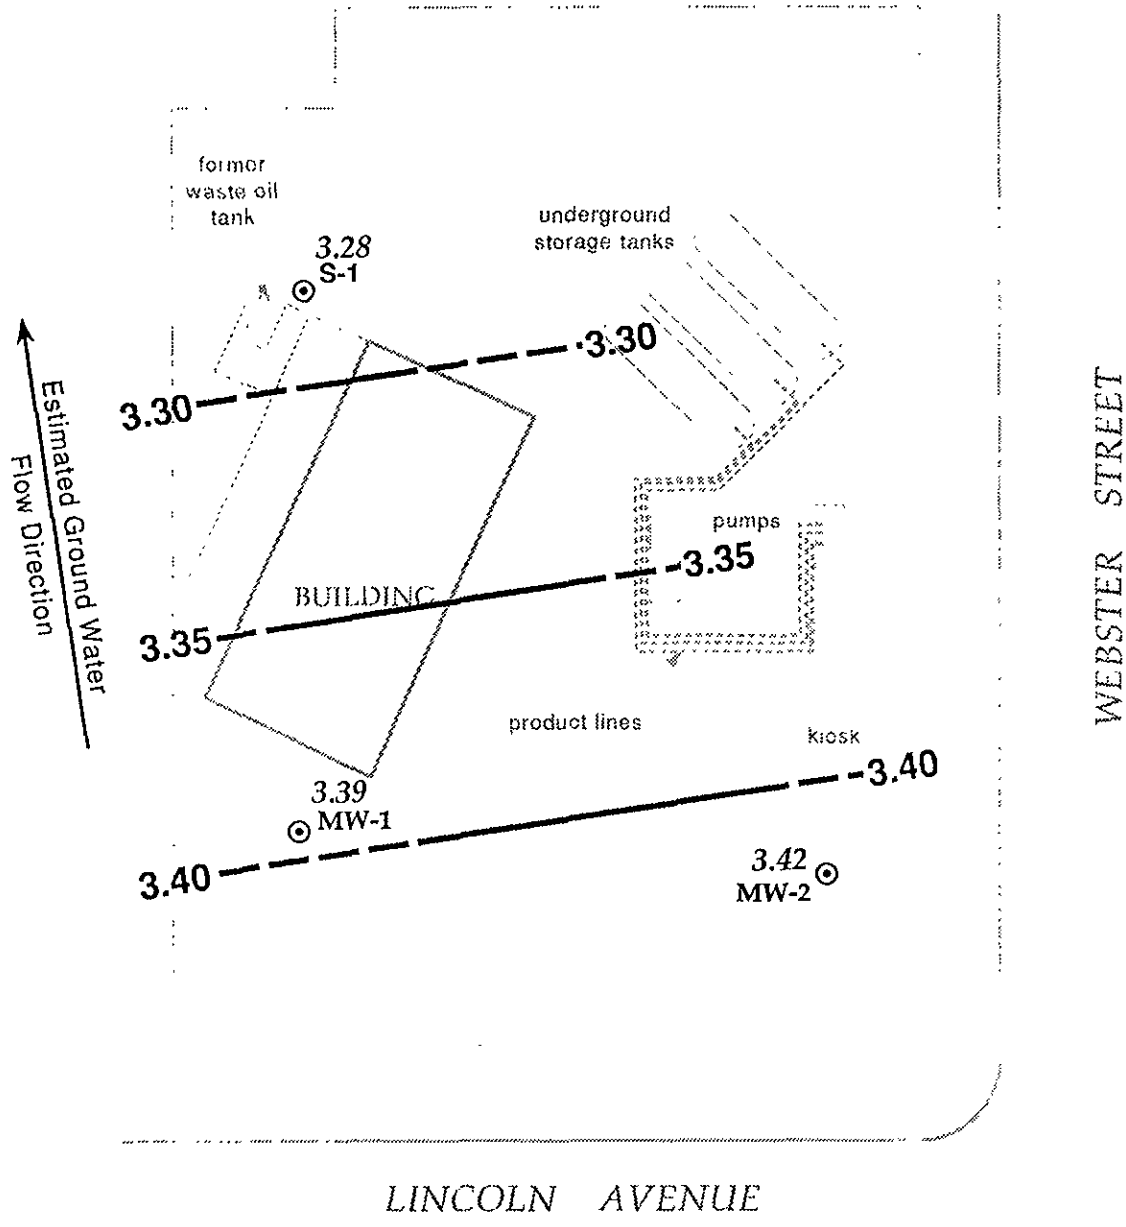 former
waste oil
tank
3.28
S-1
underground
storage tanks
3.30
3.30
Estimated Ground Water
Flow Direction
WEBSTER STREET
pumps
3.35
BUILDING
3.35
product lines
kiosk
3.40
3.39
MW-1
3.40
3.42
MW-2
LINCOLN AVENUE